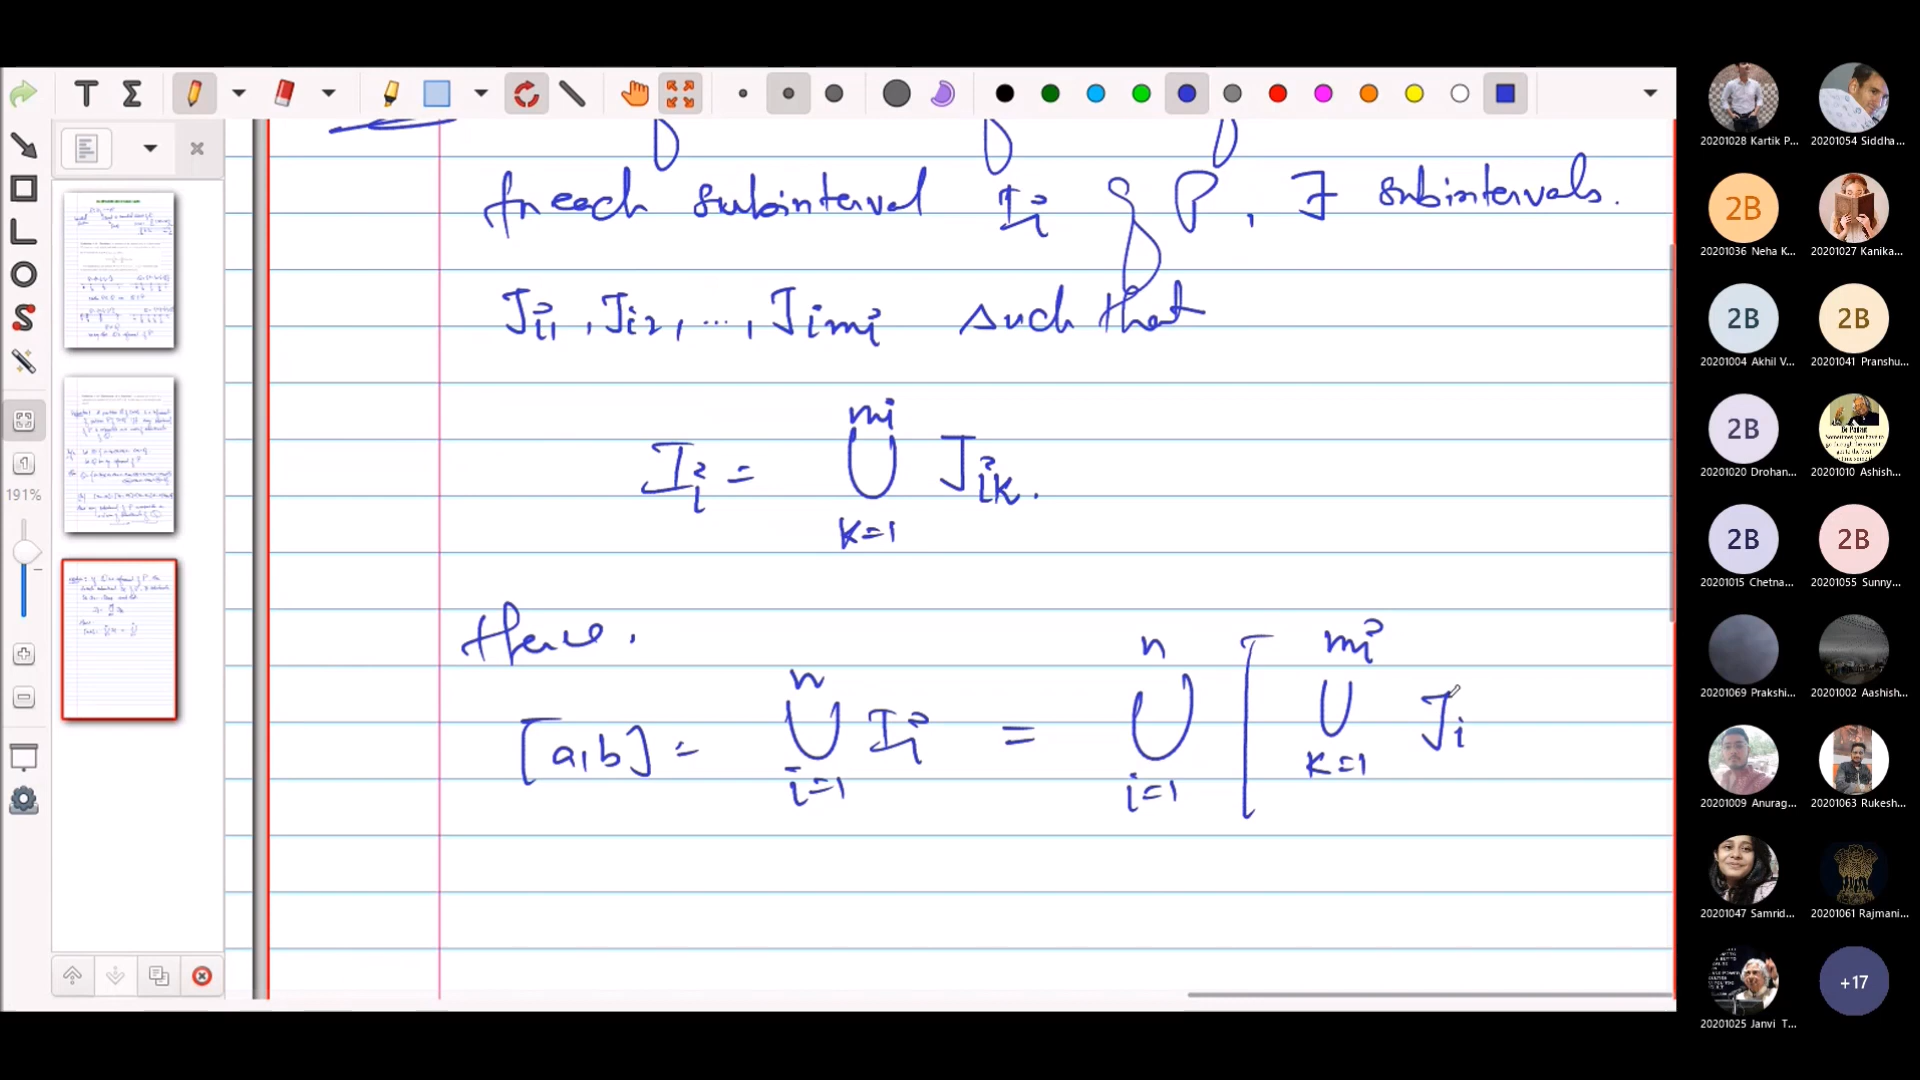 for each subinterval Iᵢ of P, ∃ subintervals.
Jᵢ₁, Jᵢ₂, ..., Jᵢₘᵢ such that
mi
Iᵢ = ∪ Jᵢₖ.
K=1
Hence.
n n mi
[a,b] = ∪ Iᵢ = ∪ [ ∪ Jᵢ
i=1 i=1 K=1
191%
20201028 Kartik P...
20201054 Siddha...
2B
20201036 Neha K...
20201027 Kanika...
2B
20201004 Akhil V...
2B
20201041 Pranshu...
2B
20201020 Drohan...
20201010 Ashish...
2B
20201015 Chetna...
2B
20201055 Sunny...
20201069 Prakshi...
20201002 Aashish...
20201009 Anurag...
20201063 Rukesh...
20201047 Samrid...
20201061 Rajmani...
20201025 Janvi T...
+17